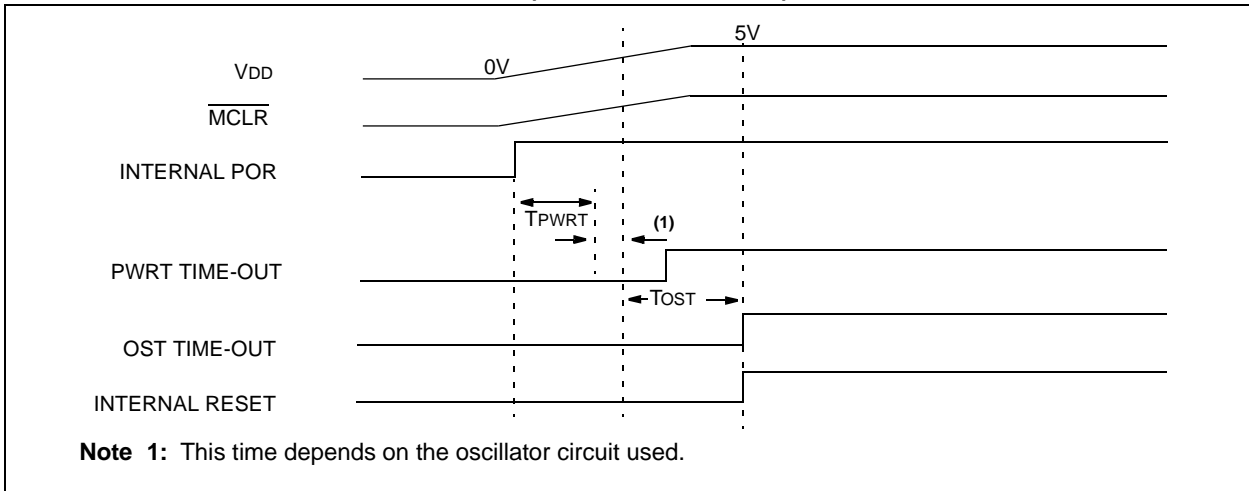 5V
VDD
0V
MCLR
INTERNAL POR
TPWRT
(1)
PWRT TIME-OUT
TOST
OST TIME-OUT
INTERNAL RESET
Note 1: This time depends on the oscillator circuit used.